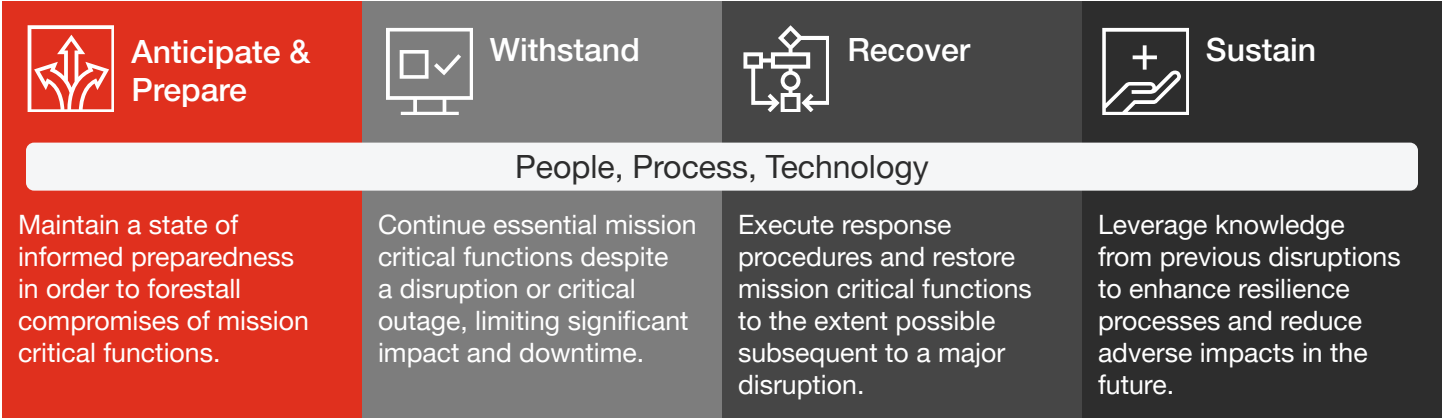 Anticipate &
Prepare
Withstand
Recover
Sustain
People, Process, Technology
Maintain a state of
informed preparedness
in order to forestall
compromises of mission
critical functions.
Continue essential mission
critical functions despite
a disruption or critical
outage, limiting significant
impact and downtime.
Execute response
procedures and restore
mission critical functions
to the extent possible
subsequent to a major
disruption.
Leverage knowledge
from previous disruptions
to enhance resilience
processes and reduce
adverse impacts in the
future.